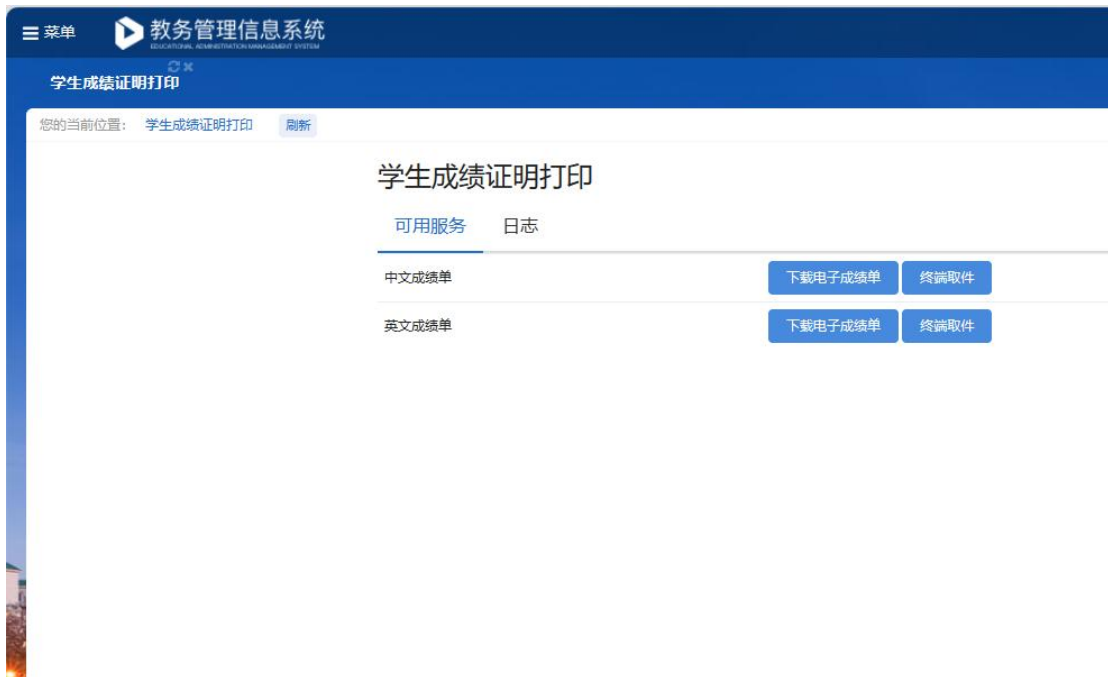 菜单 教务管理信息系统
EDUCATIONAL ADMINISTRATION MANAGEMENT SYSTEM
学生成绩证明打印
您的当前位置： 学生成绩证明打印 刷新
学生成绩证明打印
可用服务 日志
中文成绩单 下载电子成绩单 终端取件
英文成绩单 下载电子成绩单 终端取件